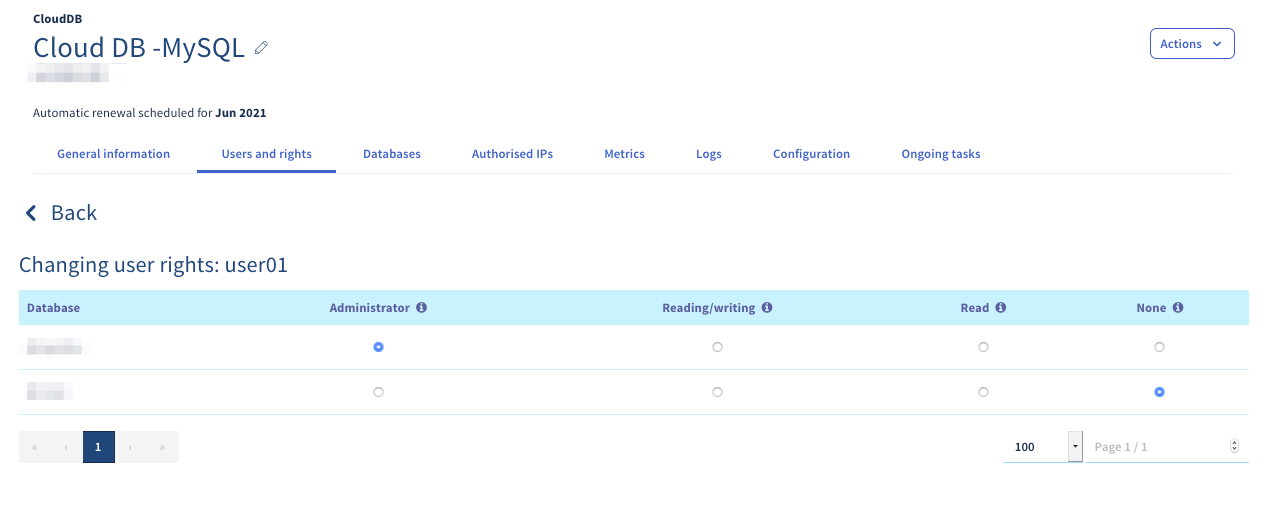 CloudDB
Cloud DB -MySQL
Actions
Automatic renewal scheduled for Jun 2021
General information Users and rights Databases Authorised IPs Metrics Logs Configuration Ongoing tasks
Back
Changing user rights: user01
Database Administrator Reading/writing Read None
« ‹ 1 › » 100 Page 1 / 1